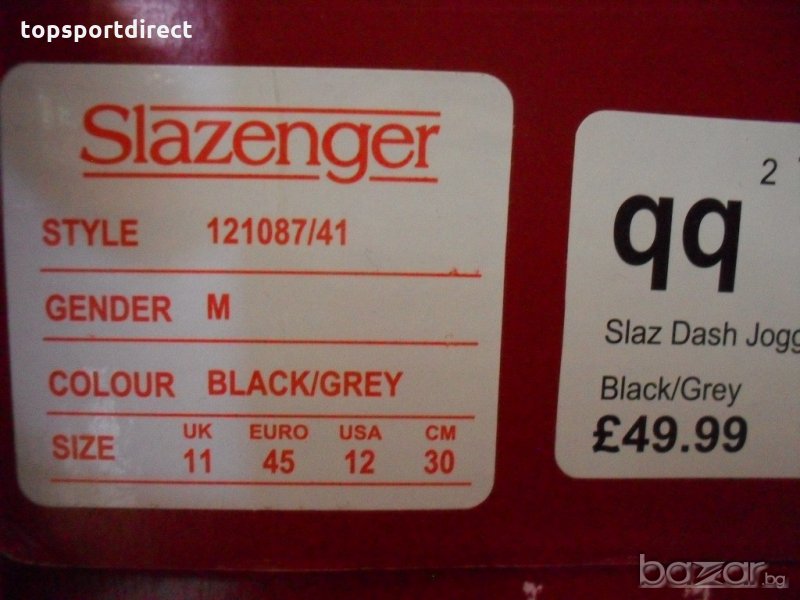 topsportdirect
Slazenger
STYLE 121087/41
GENDER M
COLOUR BLACK/GREY
SIZE UK 11 EURO 45 USA 12 CM 30
2
qq
Slaz Dash Jogg
Black/Grey
£49.99
bazar.bg